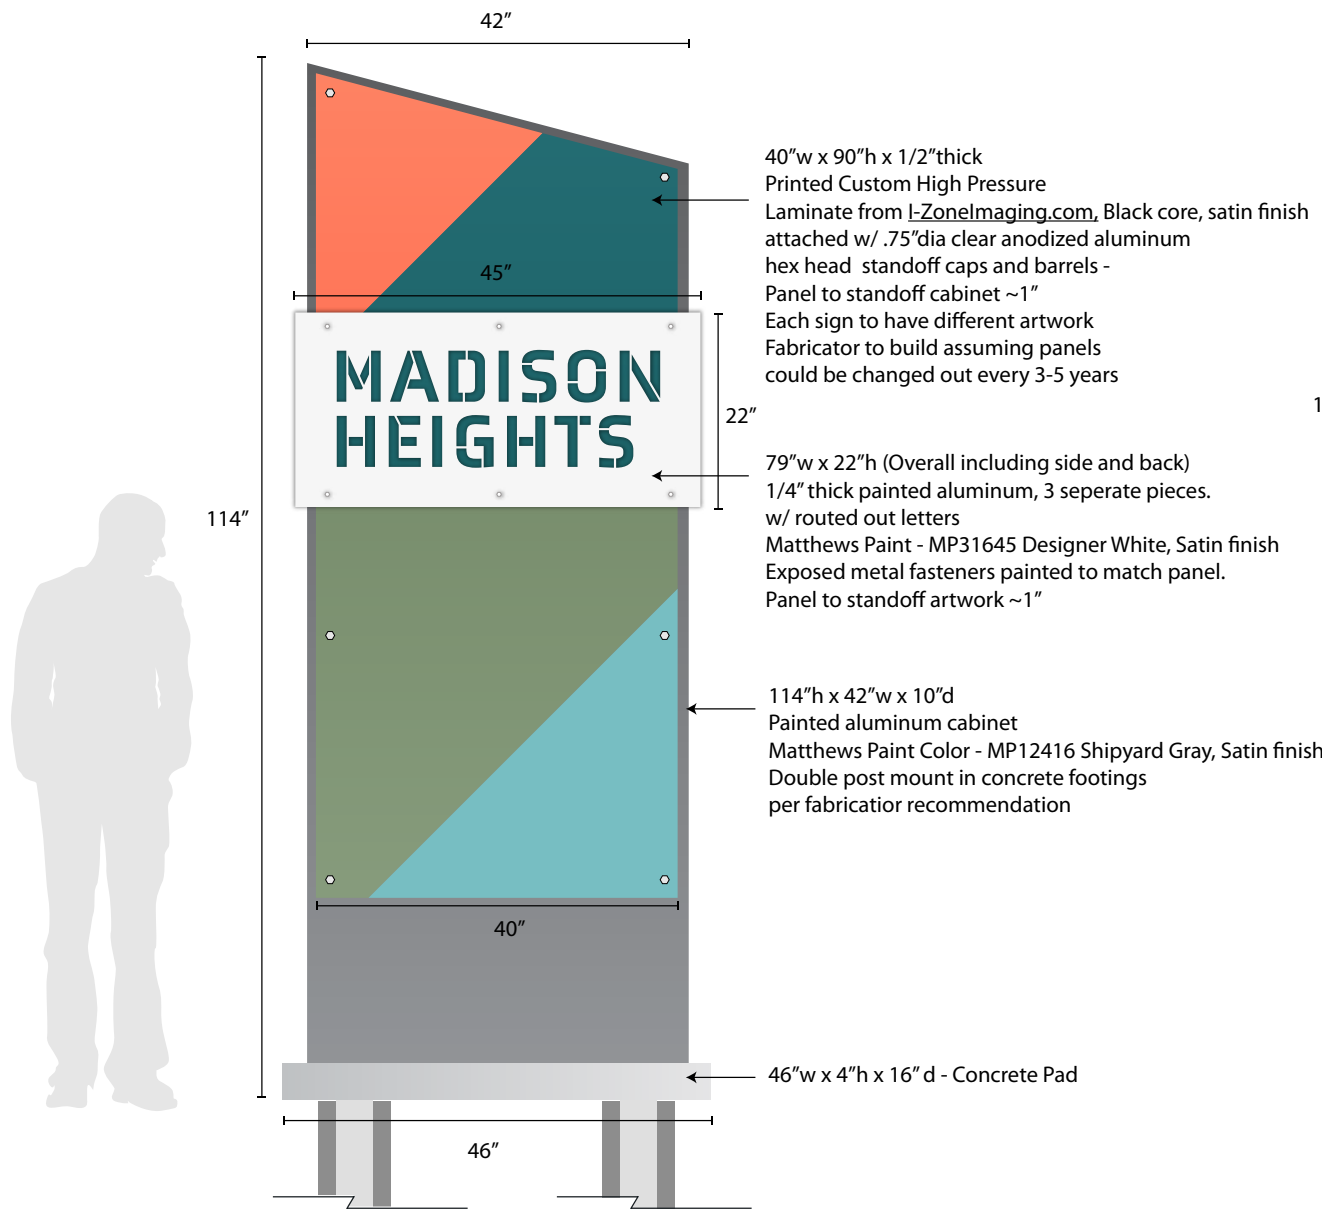 42”
40”w x 90”h x 1/2”thick
Printed Custom High Pressure
Laminate from I-ZoneImaging.com, Black core, satin finish
attached w/ .75”dia clear anodized aluminum
hex head  standoff caps and barrels -
Panel to standoff cabinet ~1”
Each sign to have different artwork
Fabricator to build assuming panels
could be changed out every 3-5 years
45”
MADISON
HEIGHTS
22”
1
79”w x 22”h (Overall including side and back)
1/4” thick painted aluminum, 3 seperate pieces.
w/ routed out letters
Matthews Paint - MP31645 Designer White, Satin finish
Exposed metal fasteners painted to match panel.
Panel to standoff artwork ~1”
114”
114”h x 42”w x 10”d
Painted aluminum cabinet
Matthews Paint Color - MP12416 Shipyard Gray, Satin finish
Double post mount in concrete footings
per fabricatior recommendation
40”
46”w x 4”h x 16” d - Concrete Pad
46”